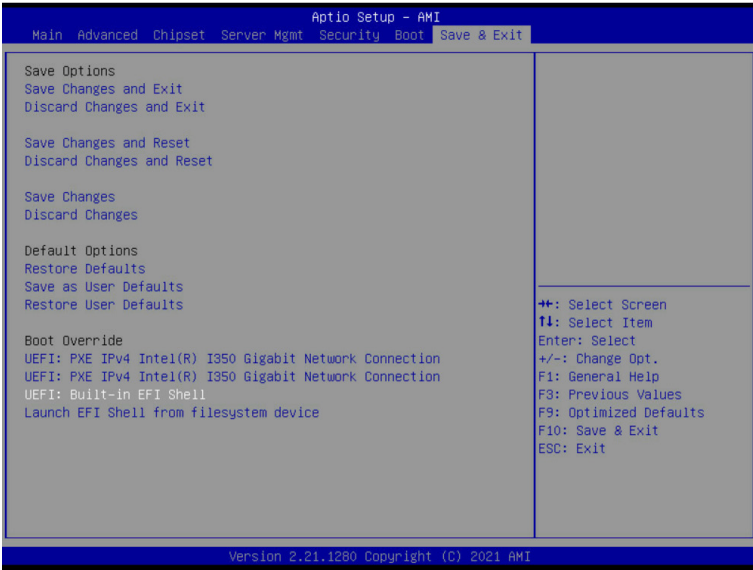 Aptio Setup - AMI
Main Advanced Chipset Server Mgmt Security Boot Save & Exit
Save Options
Save Changes and Exit
Discard Changes and Exit
Save Changes and Reset
Discard Changes and Reset
Save Changes
Discard Changes
Default Options
Restore Defaults
Save as User Defaults
Restore User Defaults
Boot Override
UEFI: PXE IPv4 Intel(R) I350 Gigabit Network Connection
UEFI: PXE IPv4 Intel(R) I350 Gigabit Network Connection
UEFI: Built-in EFI Shell
Launch EFI Shell from filesystem device
→←: Select Screen
↑↓: Select Item
Enter: Select
+/-: Change Opt.
F1: General Help
F3: Previous Values
F9: Optimized Defaults
F10: Save & Exit
ESC: Exit
Version 2.21.1280 Copyright (C) 2021 AMI